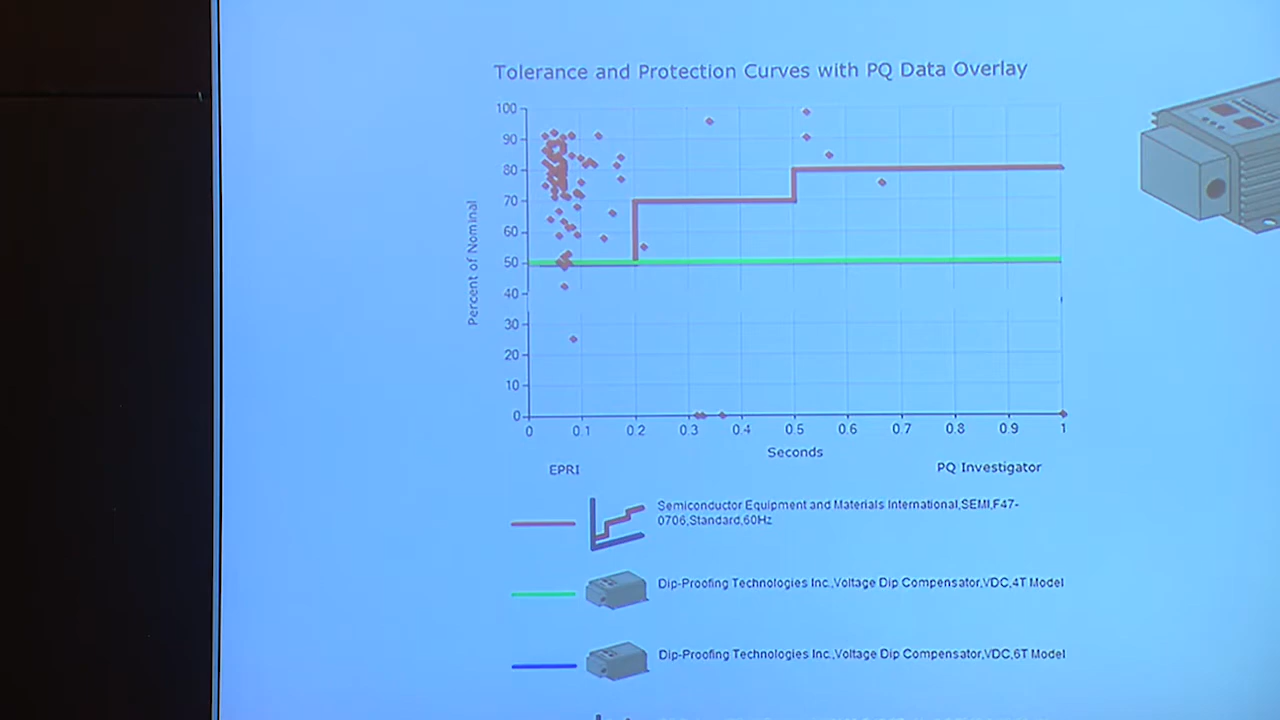 Tolerance and Protection Curves with PQ Data Overlay
100
90
80
70
60
50
40
30
20
10
0
Percent of Nominal
0 0.1 0.2 0.3 0.4 0.5 0.6 0.7 0.8 0.9 1
Seconds
EPRI
PQ Investigator
Semiconductor Equipment and Materials International,SEMI,F47-
0706,Standard,60Hz
Dip-Proofing Technologies Inc.,Voltage Dip Compensator,VDC,4T Model
Dip-Proofing Technologies Inc.,Voltage Dip Compensator,VDC,6T Model